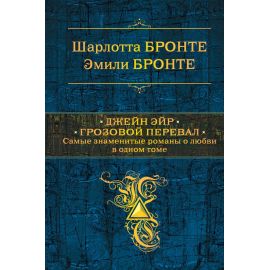 Шарлотта БРОНТЕ
Эмили БРОНТЕ
• ДЖЕЙН ЭЙР •
• ГРОЗОВОЙ ПЕРЕВАЛ •
Самые знаменитые романы о любви
в одном томе